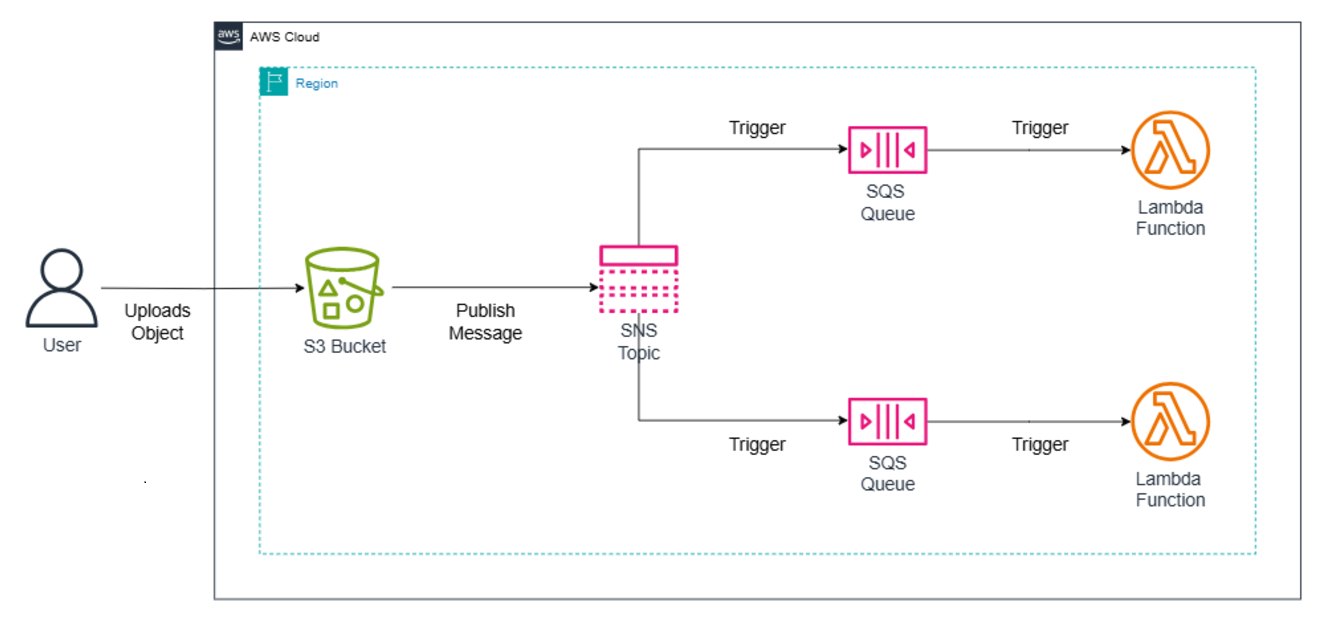 aws
AWS Cloud
Region
Trigger
Trigger
SQS
Queue
Lambda
Function
Uploads
Object
User
S3 Bucket
Publish
Message
SNS
Topic
Trigger
Trigger
SQS
Queue
Lambda
Function